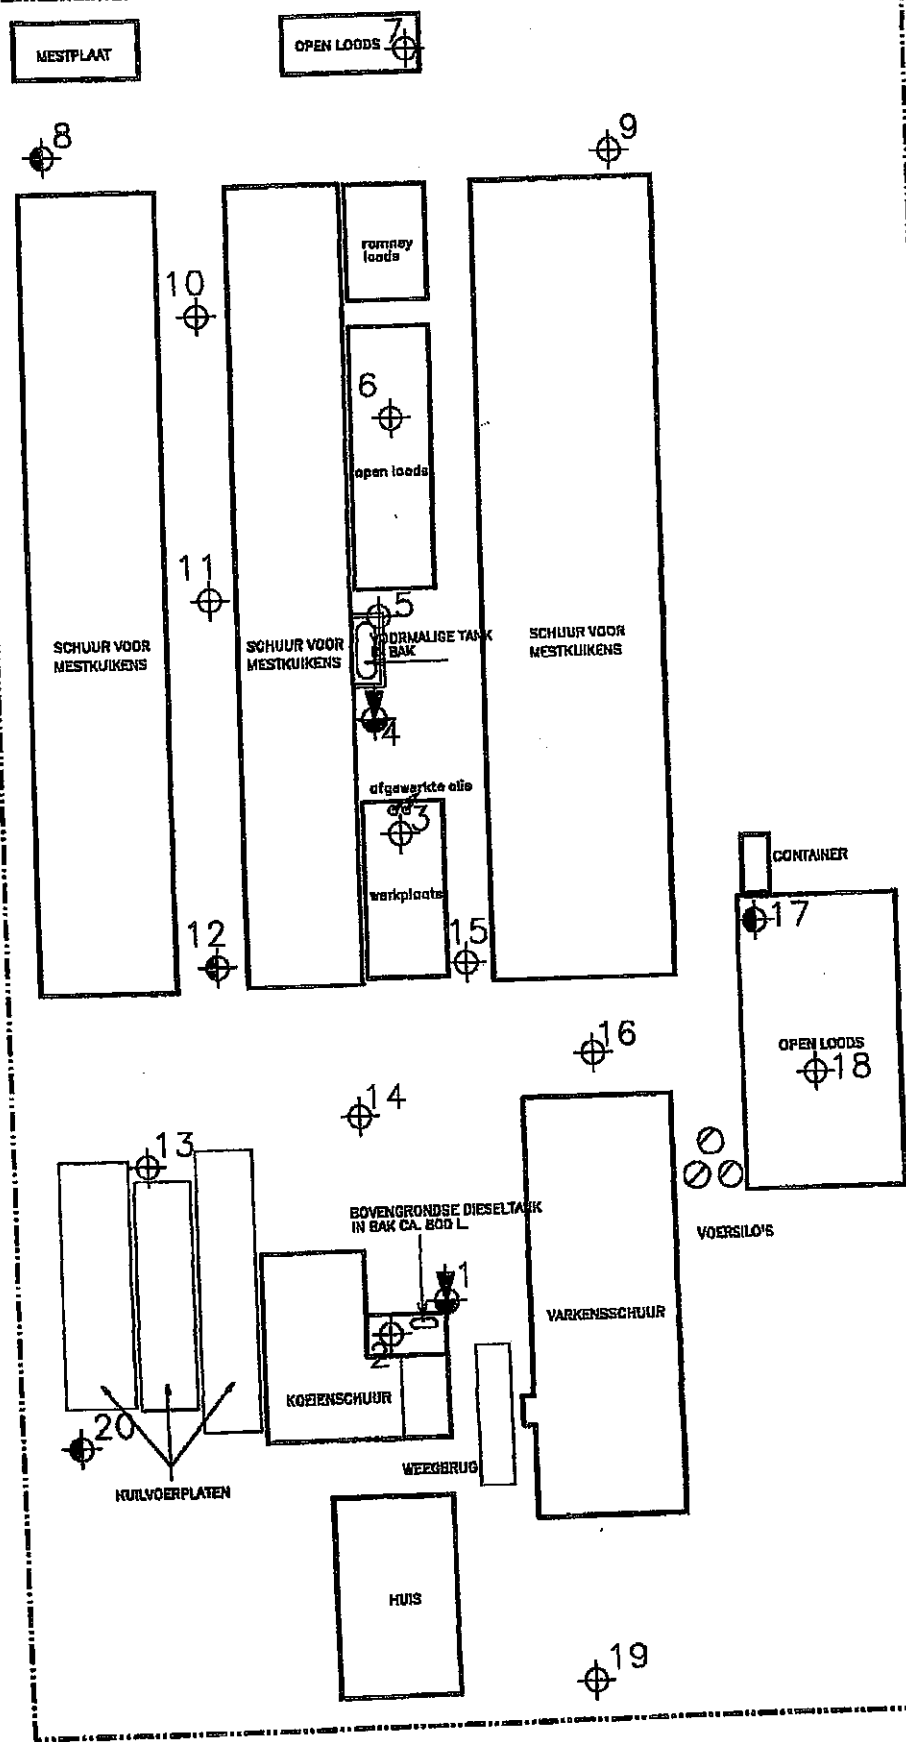 MESTPLAAT
OPEN LOODS
7
8
9
romney
loods
10
6
open loods
11
5
VOORMALIGE TANK
BAK
SCHUUR VOOR
MESTKUIKENS
SCHUUR VOOR
MESTKUIKENS
SCHUUR VOOR
MESTKUIKENS
4
afgewerkte olie
3
werkplaats
CONTAINER
17
12
15
16
OPEN LOODS
18
14
13
BOVENGRONDSE DIESELTANK
IN BAK CA. 800 L.
VOERSILO'S
1
2
VARKENSSCHUUR
KOEIENSCHUUR
20
WEEGBRUG
KUILVOERPLATEN
HUIS
19